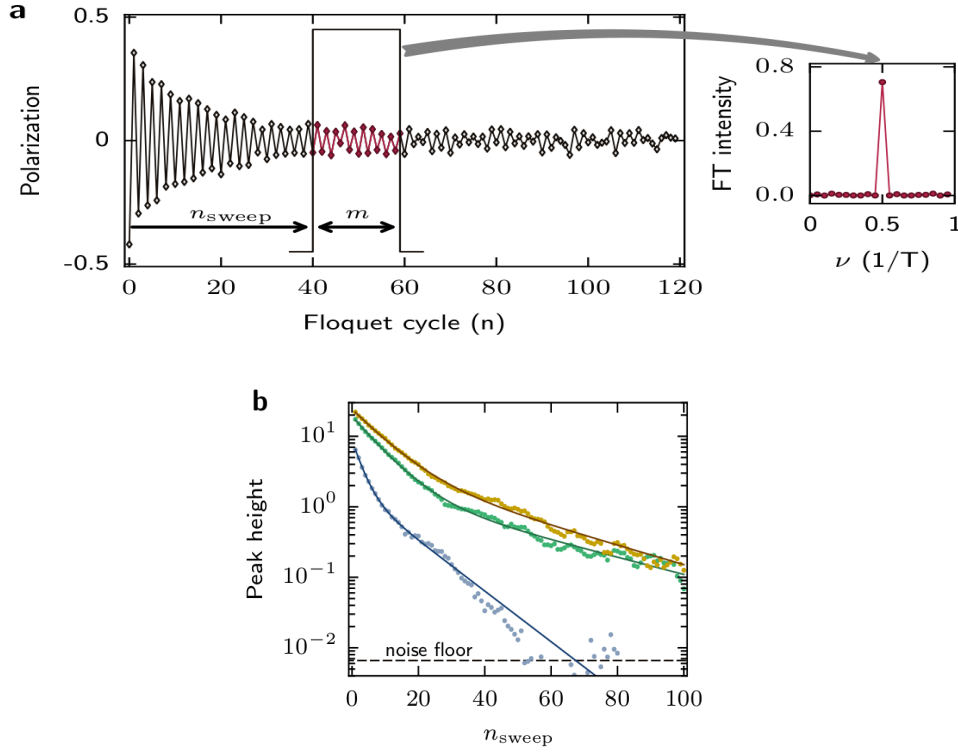 a
0.5
0
-0.5
Polarization
n_sweep
m
0 20 40 60 80 100 120
Floquet cycle (n)
0.8
0.4
0.0
FT intensity
0 0.5 1
ν (1/T)
b
10^1
10^0
10^-1
10^-2
Peak height
noise floor
0 20 40 60 80 100
n_sweep